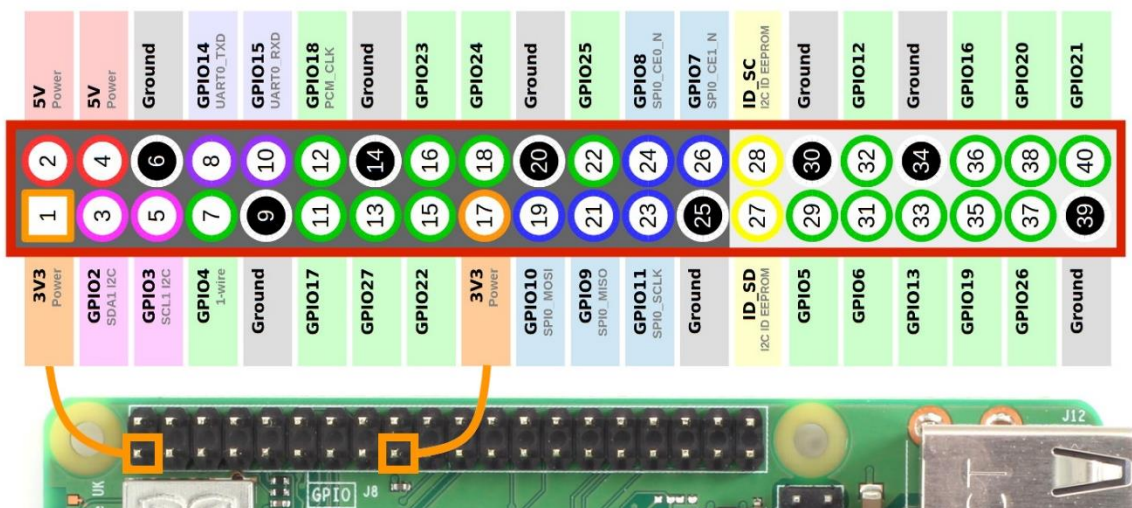 5V
Power
5V
Power
Ground
GPIO14
UART0_TXD
GPIO15
UART0_RXD
GPIO18
PCM_CLK
Ground
GPIO23
GPIO24
Ground
GPIO25
GPIO8
SPI0_CE0_N
GPIO7
SPI0_CE1_N
ID_SC
I2C ID EEPROM
Ground
GPIO12
Ground
GPIO16
GPIO20
GPIO21
2 4 6 8 10 12 14 16 18 20 22 24 26 28 30 32 34 36 38 40
1 3 5 7 9 11 13 15 17 19 21 23 25 27 29 31 33 35 37 39
3V3
Power
GPIO2
SDA1 I2C
GPIO3
SCL1 I2C
GPIO4
1-wire
Ground
GPIO17
GPIO27
GPIO22
3V3
Power
GPIO10
SPI0_MOSI
GPIO9
SPI0_MISO
GPIO11
SPI0_SCLK
Ground
ID_SD
I2C ID EEPROM
GPIO5
GPIO6
GPIO13
GPIO19
GPIO26
Ground
J12
UK
GPIO
J8